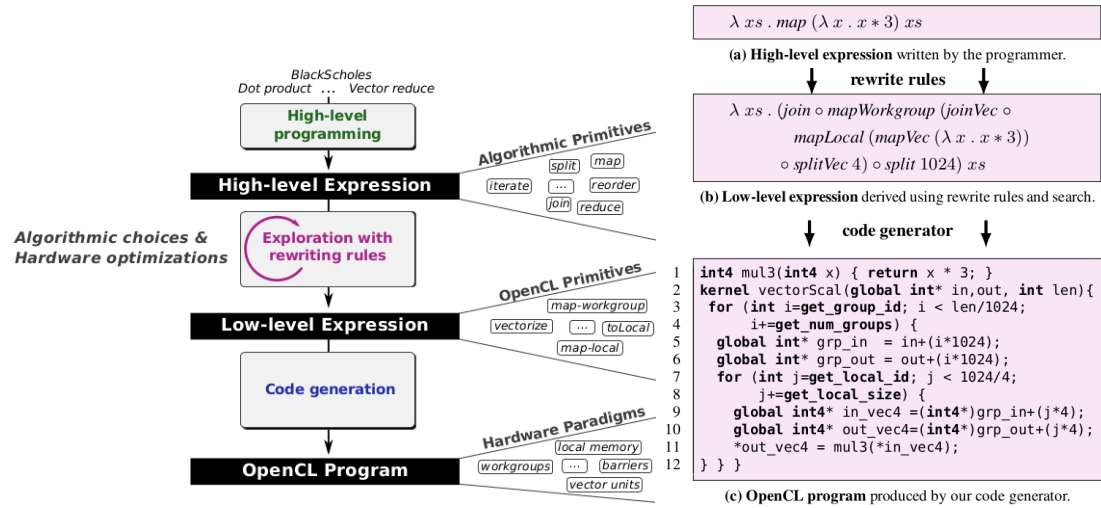 BlackScholes
Dot product ... Vector reduce
High-level
programming
High-level Expression
Algorithmic Primitives
split
map
iterate
...
reorder
join
reduce
Algorithmic choices &
Hardware optimizations
Exploration with
rewriting rules
Low-level Expression
OpenCL Primitives
map-workgroup
vectorize
...
toLocal
map-local
Code generation
OpenCL Program
Hardware Paradigms
local memory
workgroups
...
barriers
vector units
λ xs . map (λ x . x ∗ 3) xs
(a) High-level expression written by the programmer.
rewrite rules
λ xs . (join ∘ mapWorkgroup (joinVec ∘
mapLocal (mapVec (λ x . x ∗ 3))
∘ splitVec 4) ∘ split 1024) xs
(b) Low-level expression derived using rewrite rules and search.
code generator
1 int4 mul3(int4 x) { return x * 3; }
2 kernel vectorScal(global int* in,out, int len){
3 for (int i=get_group_id; i < len/1024;
4 i+=get_num_groups) {
5 global int* grp_in = in+(i*1024);
6 global int* grp_out = out+(i*1024);
7 for (int j=get_local_id; j < 1024/4;
8 j+=get_local_size) {
9 global int4* in_vec4 =(int4*)grp_in+(j*4);
10 global int4* out_vec4=(int4*)grp_out+(j*4);
11 *out_vec4 = mul3(*in_vec4);
12 } } }
(c) OpenCL program produced by our code generator.